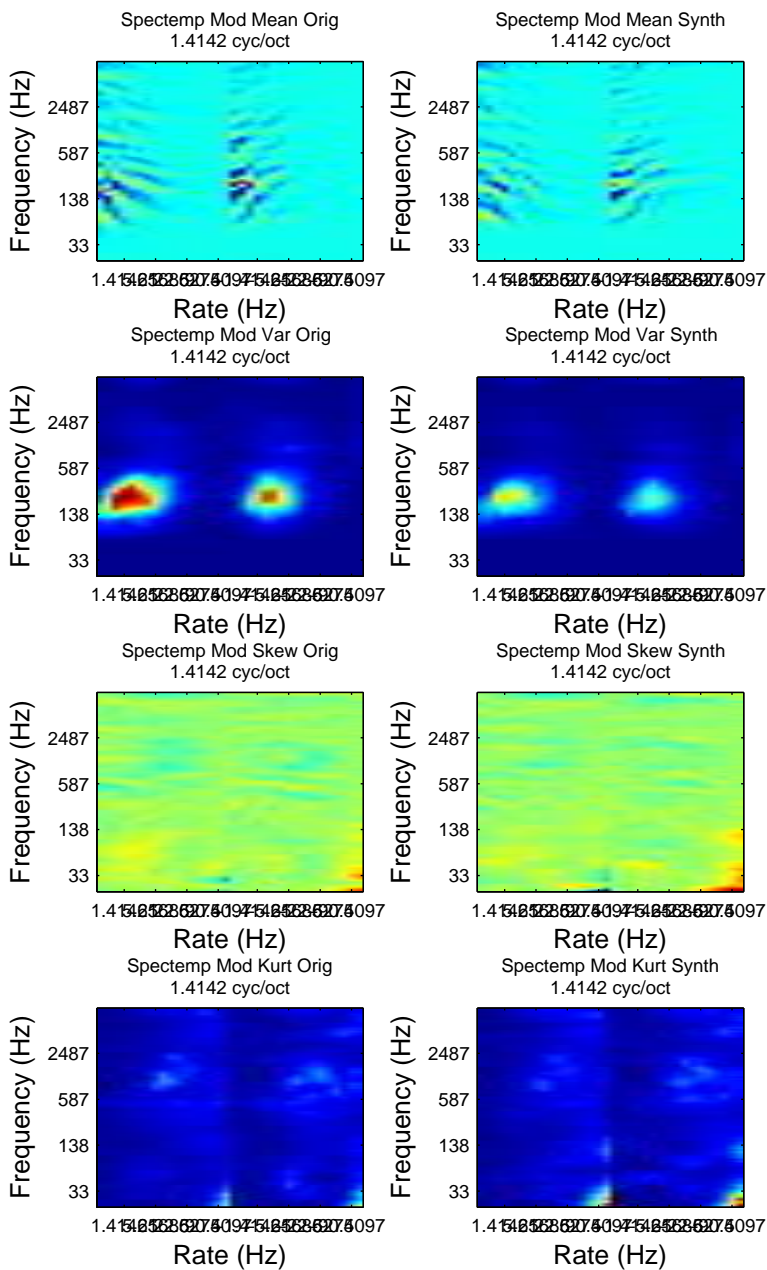 Spectemp Mod Mean Orig
1.4142 cyc/oct
Frequency (Hz)
2487
587
138
33
Rate (Hz)
Spectemp Mod Mean Synth
1.4142 cyc/oct
Frequency (Hz)
2487
587
138
33
Rate (Hz)
Spectemp Mod Var Orig
1.4142 cyc/oct
Frequency (Hz)
2487
587
138
33
Rate (Hz)
Spectemp Mod Var Synth
1.4142 cyc/oct
Frequency (Hz)
2487
587
138
33
Rate (Hz)
Spectemp Mod Skew Orig
1.4142 cyc/oct
Frequency (Hz)
2487
587
138
33
Rate (Hz)
Spectemp Mod Skew Synth
1.4142 cyc/oct
Frequency (Hz)
2487
587
138
33
Rate (Hz)
Spectemp Mod Kurt Orig
1.4142 cyc/oct
Frequency (Hz)
2487
587
138
33
Rate (Hz)
Spectemp Mod Kurt Synth
1.4142 cyc/oct
Frequency (Hz)
2487
587
138
33
Rate (Hz)